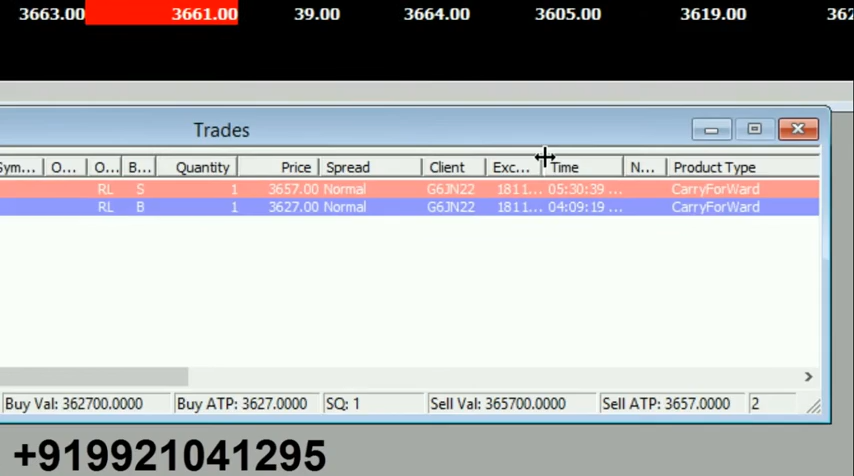 3663.00 3661.00 39.00 3664.00 3605.00 3619.00 362
Trades
Sym... O... O... B... Quantity Price Spread Client Exc... Time N... Product Type
RL S 1 3657.00 Normal G6JN22 1811... 05:30:39 ... CarryForWard
RL B 1 3627.00 Normal G6JN22 1811... 04:09:19 ... CarryForWard
Buy Val: 362700.0000 Buy ATP: 3627.0000 SQ: 1 Sell Val: 365700.0000 Sell ATP: 3657.0000 2
+919921041295